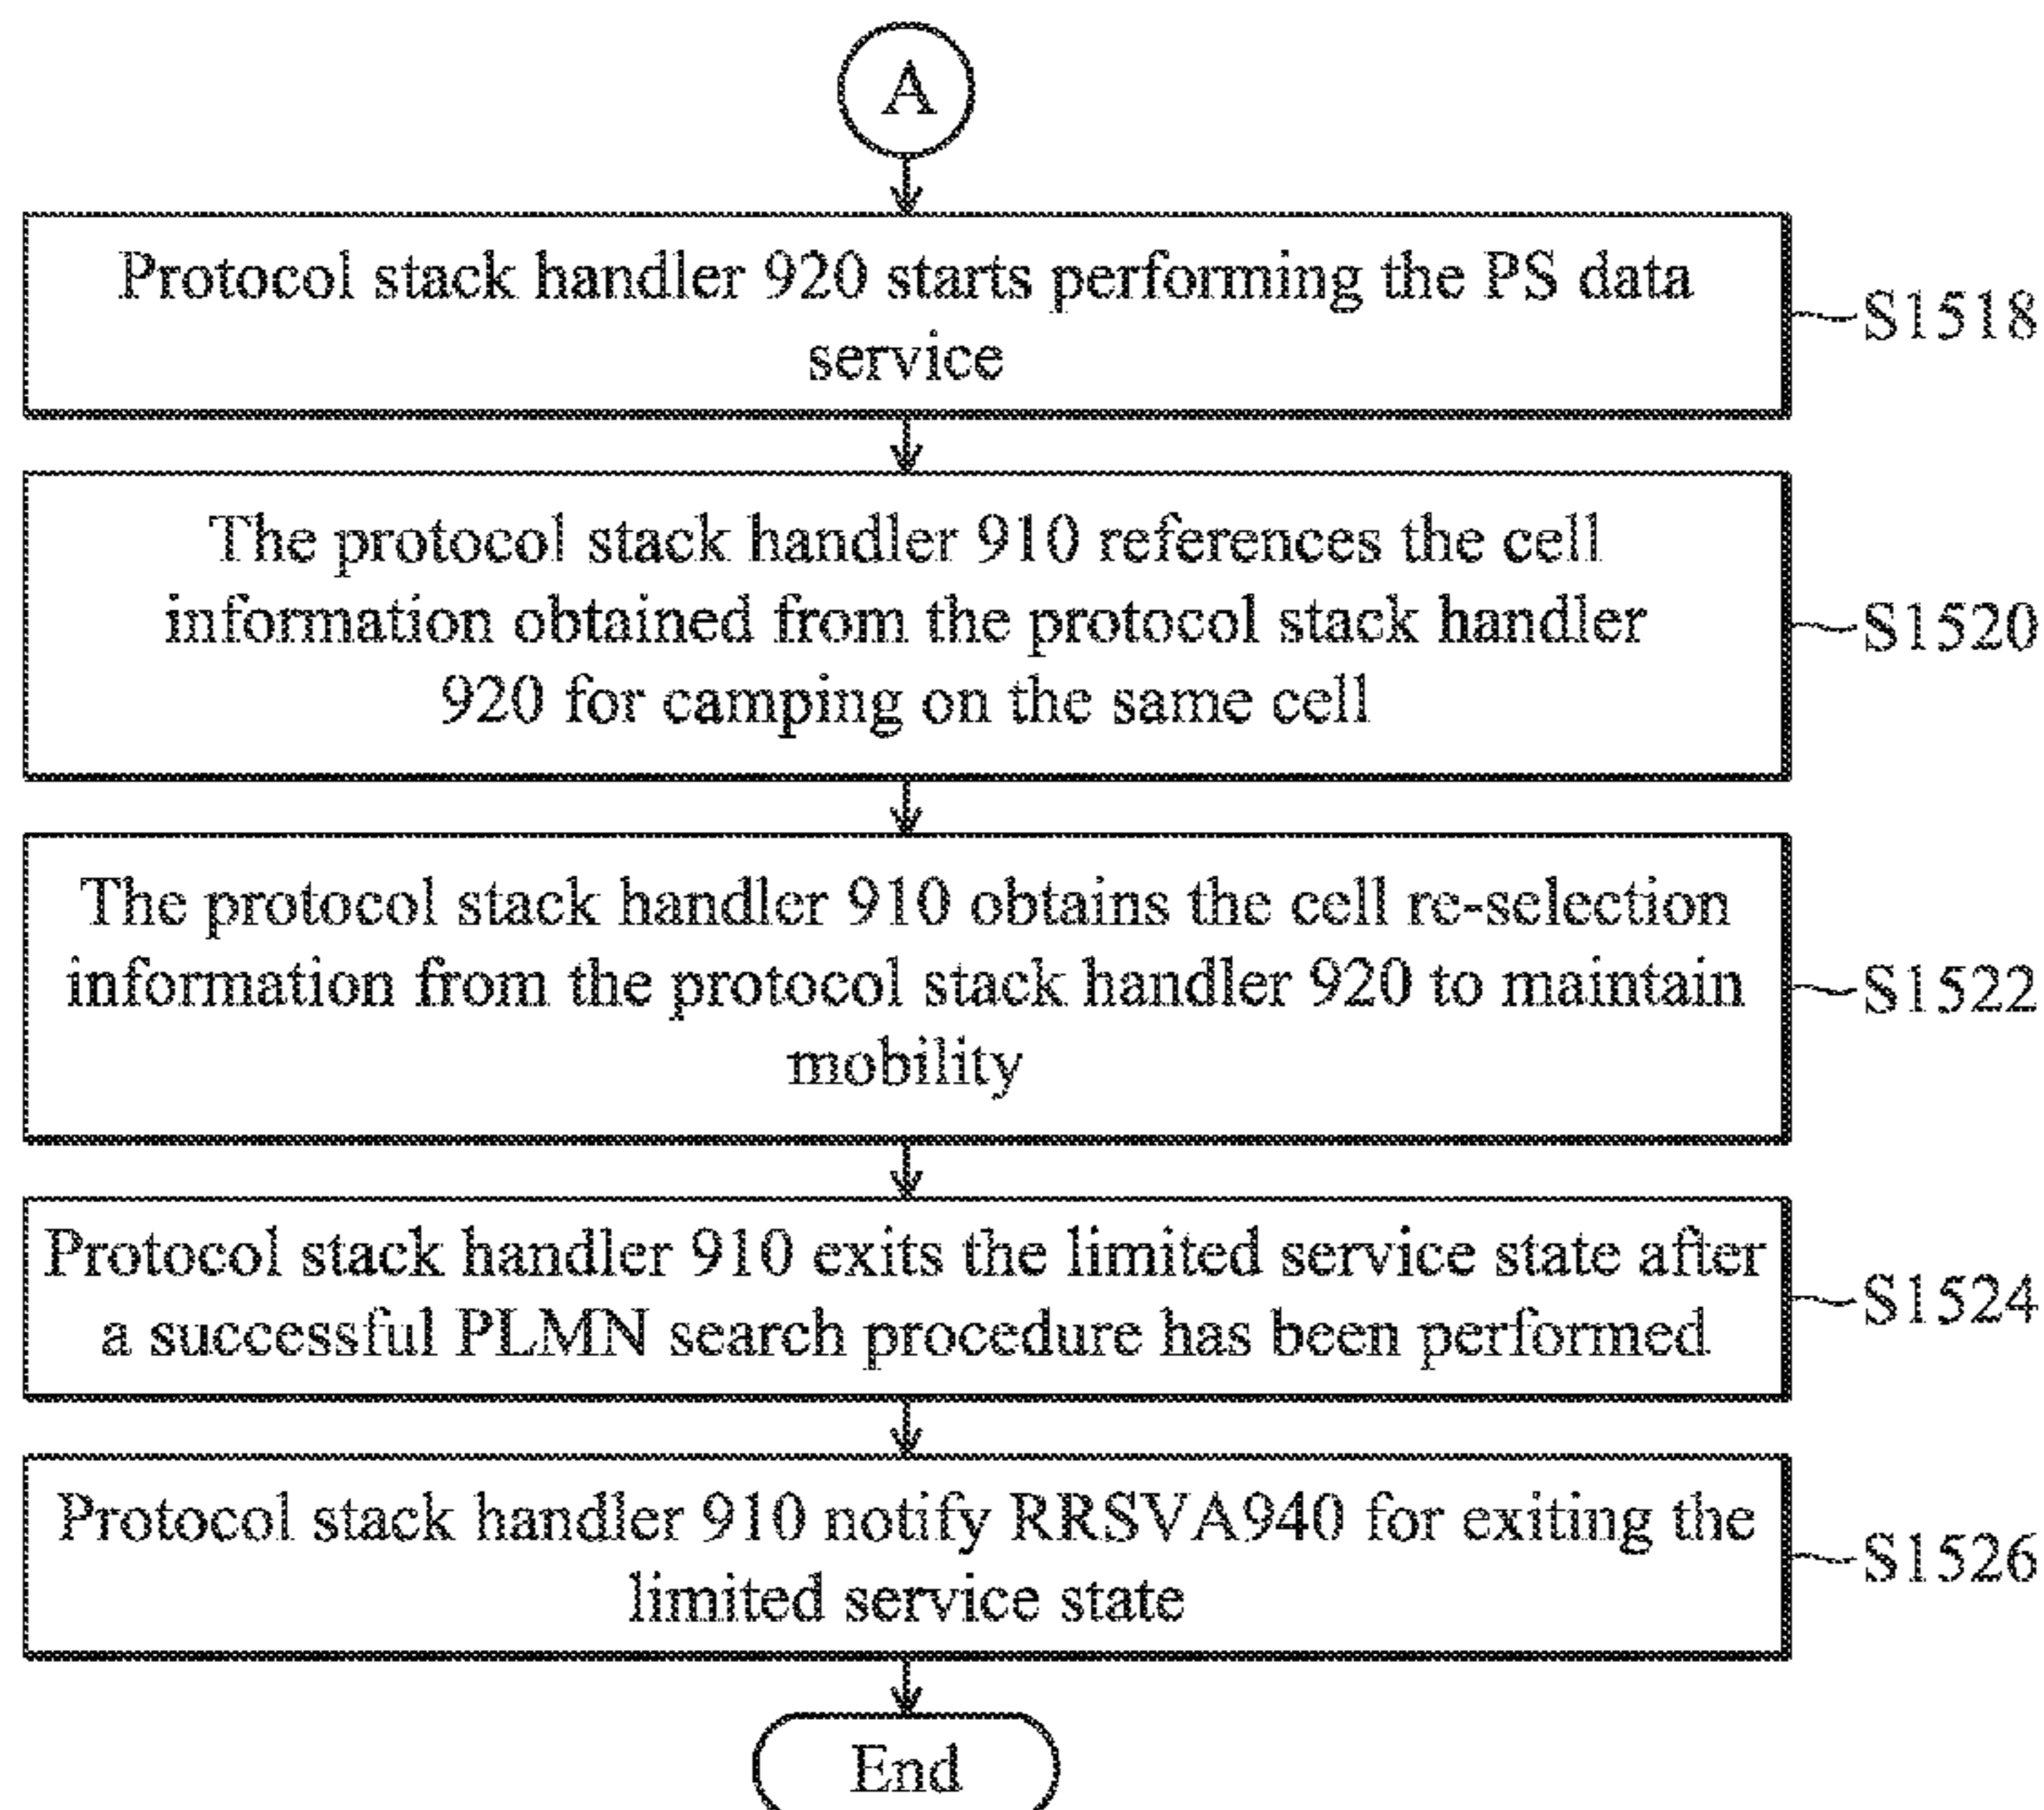 A
Protocol stack handler 920 starts performing the PS data
service
S1518
The protocol stack handler 910 references the cell
information obtained from the protocol stack handler
920 for camping on the same cell
S1520
The protocol stack handler 910 obtains the cell re-selection
information from the protocol stack handler 920 to maintain
mobility
S1522
Protocol stack handler 910 exits the limited service state after
a successful PLMN search procedure has been performed
S1524
Protocol stack handler 910 notify RRSVA940 for exiting the
limited service state
S1526
End